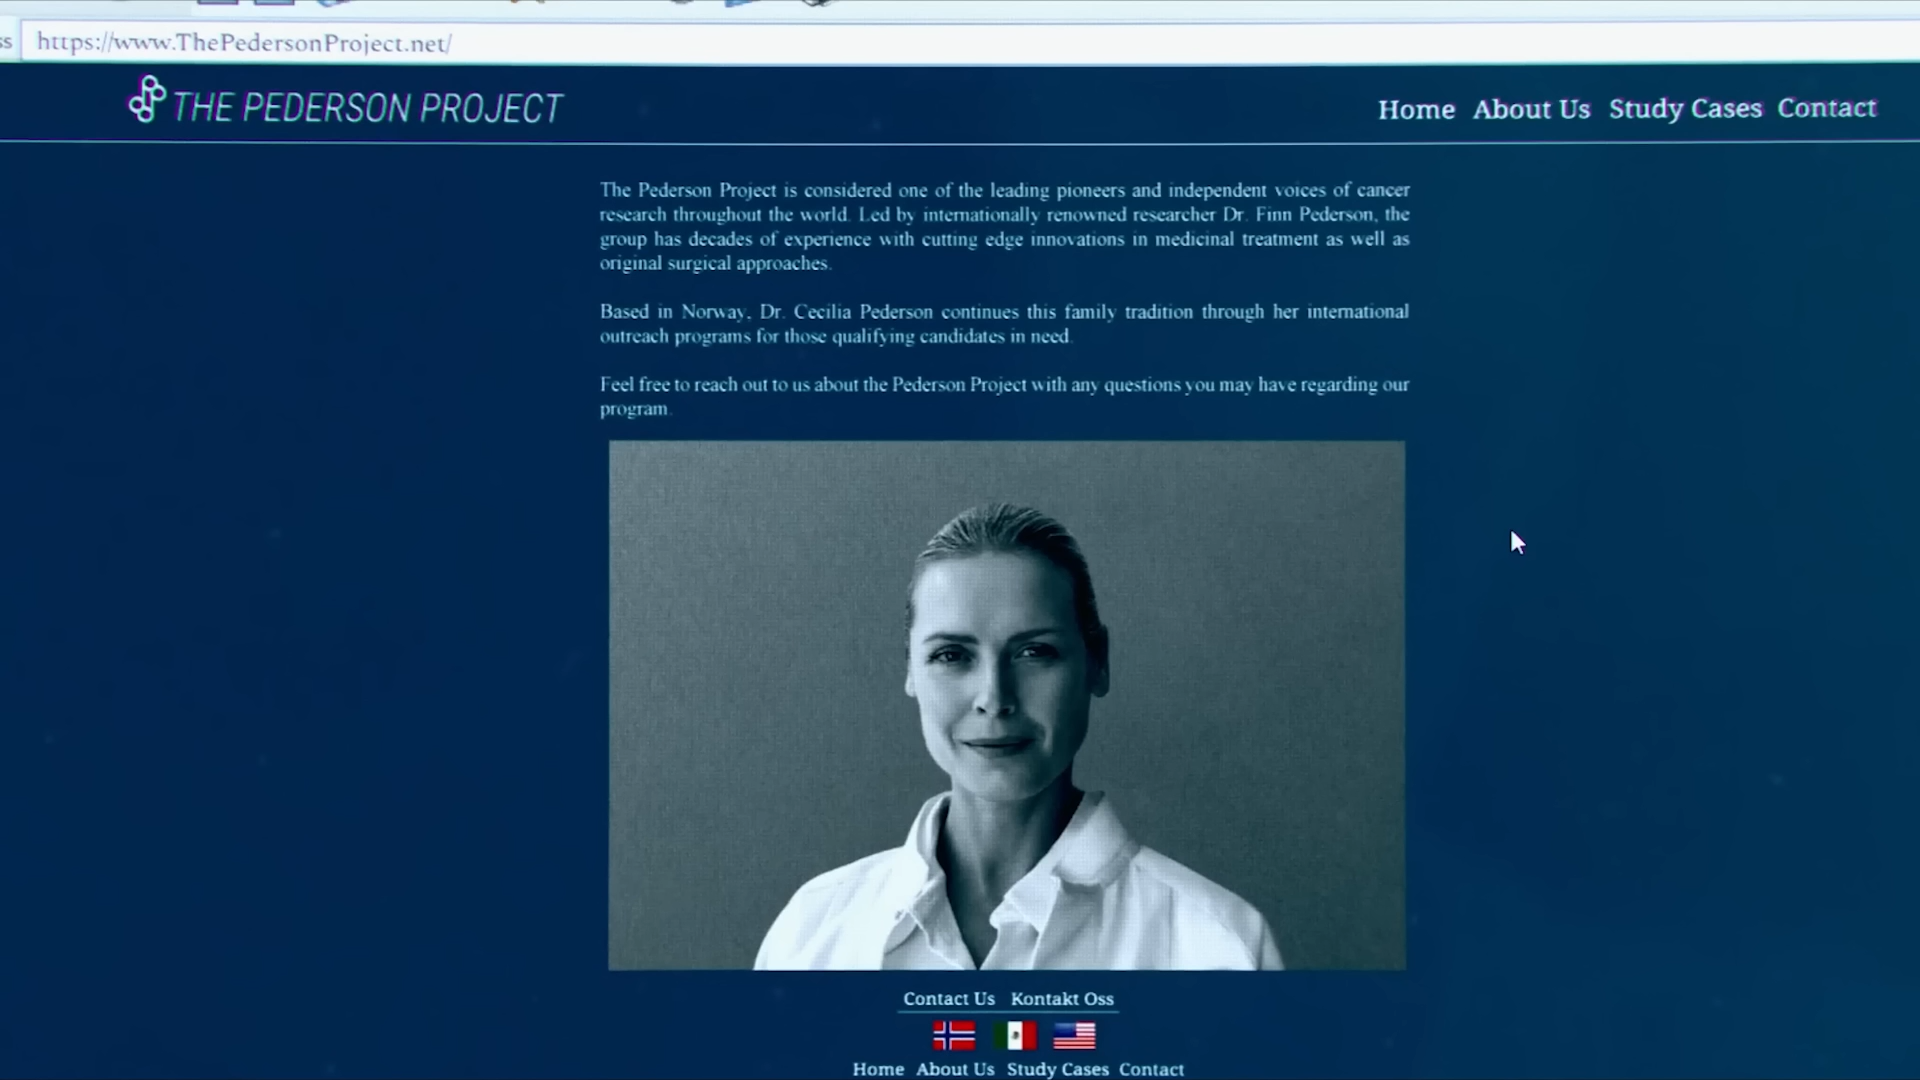 https://www.ThePedersonProject.net/
THE PEDERSON PROJECT
Home About Us Study Cases Contact
The Pederson Project is considered one of the leading pioneers and independent voices of cancer
research throughout the world. Led by internationally renowned researcher Dr. Finn Pederson, the
group has decades of experience with cutting edge innovations in medicinal treatment as well as
original surgical approaches.
Based in Norway, Dr. Cecilia Pederson continues this family tradition through her international
outreach programs for those qualifying candidates in need.
Feel free to reach out to us about the Pederson Project with any questions you may have regarding our
program.
Contact Us Kontakt Oss
Home About Us Study Cases Contact